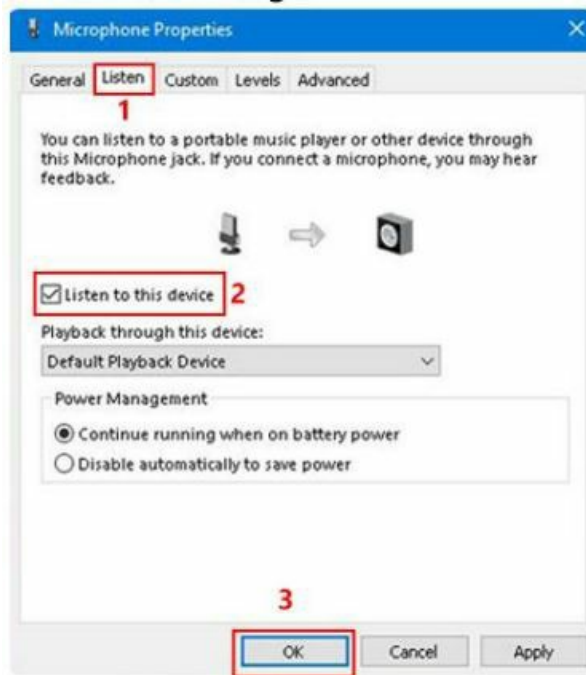 Microphone Properties
General Listen Custom Levels Advanced
1
You can listen to a portable music player or other device through
this Microphone jack. If you connect a microphone, you may hear
feedback.
Listen to this device 2
Playback through this device:
Default Playback Device
Power Management
Continue running when on battery power
Disable automatically to save power
3
OK Cancel Apply